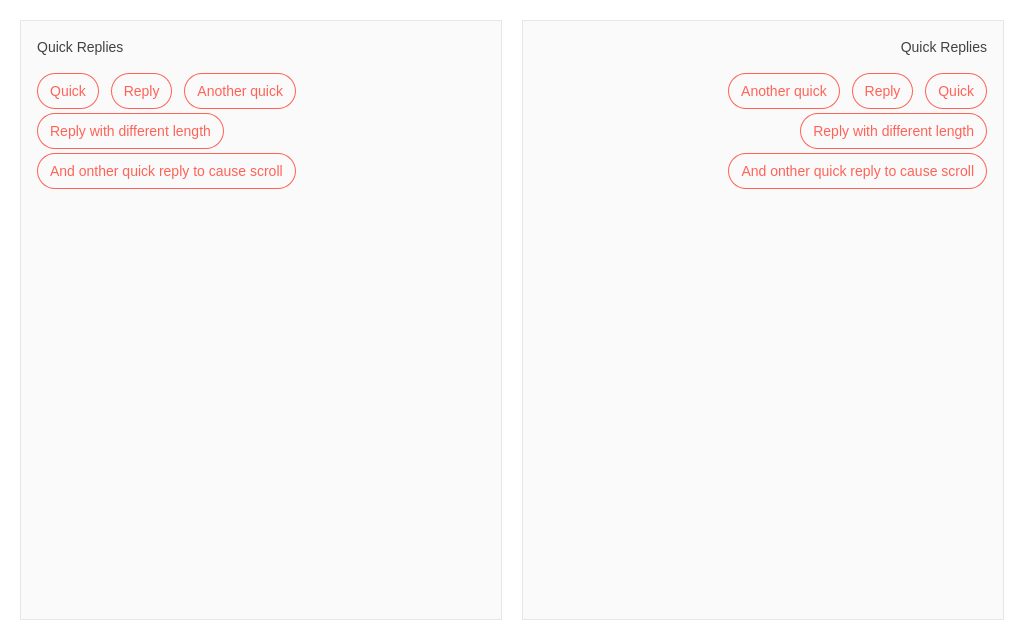 Quick Replies
Quick Reply Another quick
Reply with different length
And onther quick reply to cause scroll
Quick Replies
Another quick Reply Quick
Reply with different length
And onther quick reply to cause scroll